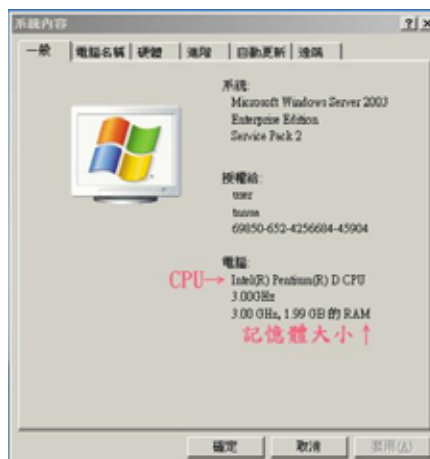 系統內容
一般 電腦名稱 硬體 進階 自動更新 遠端
系統:
Microsoft Windows Server 2003
Enterprise Edition
Service Pack 2
授權給:
user
69850-652-4256684-45904
電腦:
CPU→ Intel(R) Pentium(R) D CPU
3.00GHz
3.00 GHz, 1.99 GB 的 RAM
記憶體大小↑
確定 取消 套用(A)